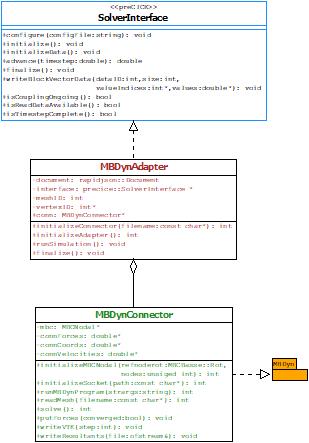 <<preCICE>>
SolverInterface
+configure(configFile:string): void
+initialize(): void
+initializeData(): void
+advance(timestep:double): double
+finalize(): void
+writeBlockVectorData(dataID:int,size:int,
valueIndices:int*,values:double*): void
+isCouplingOngoing(): bool
+isReadDataAvailable(): bool
+isTimestepComplete(): bool
MBDynAdapter
-document: rapidjson::Document
-interface: precice::SolverInterface *
-meshID: int
-vertexID: int*
+conn: MBDynConnector*
+initializeConnector(filename:const char*): int
+initializeAdapter(): int
+runSimulation(): void
+finalize(): void
MBDynConnector
-mbc: MBCNodal*
-connForces: double*
-connCoords: double*
-connVelocities: double*
+initializeMBCNodal(refnoderot:MBCBase::Rot,
nodes:unsigned int): int
+initializeSocket(path:const char*): int
+runMBDynProgram(strargs:string): int
+readMesh(filename:const char*): int
+solve(): int
+putForces(converged:bool): void
+writeVTK(step:int): int
+writeResultants(file:ofstream&): void
MBDyn